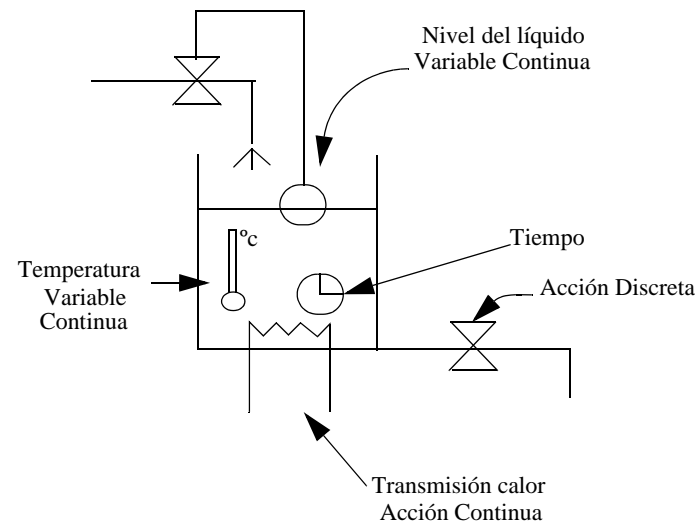 Nivel del líquido
Variable Continua
ºc
Tiempo
Temperatura
Variable
Continua
Acción Discreta
Transmisión calor
Acción Continua